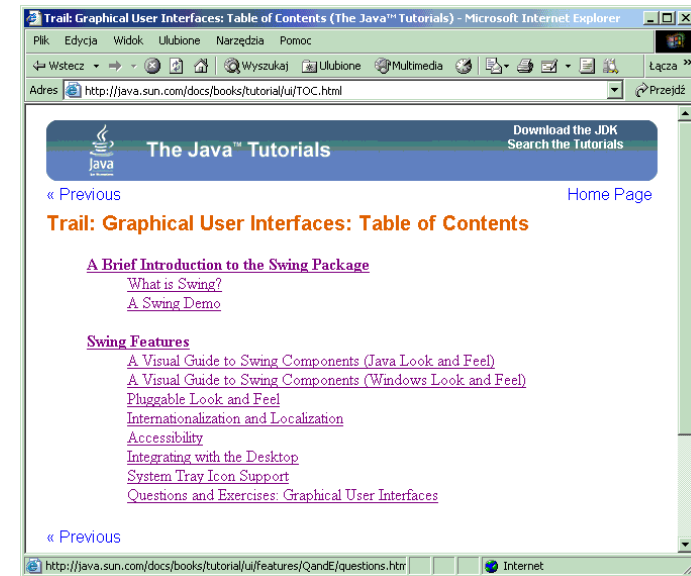 Trail: Graphical User Interfaces: Table of Contents (The Java™ Tutorials) - Microsoft Internet Explorer
Plik Edycja Widok Ulubione Narzędzia Pomoc
Wstecz Wyszukaj Ulubione Multimedia Łącza »
Adres http://java.sun.com/docs/books/tutorial/ui/TOC.html Przejdź
Java The Java™ Tutorials
Download the JDK
Search the Tutorials
« Previous Home Page
Trail: Graphical User Interfaces: Table of Contents
A Brief Introduction to the Swing Package
What is Swing?
A Swing Demo
Swing Features
A Visual Guide to Swing Components (Java Look and Feel)
A Visual Guide to Swing Components (Windows Look and Feel)
Pluggable Look and Feel
Internationalization and Localization
Accessibility
Integrating with the Desktop
System Tray Icon Support
Questions and Exercises: Graphical User Interfaces
« Previous
http://java.sun.com/docs/books/tutorial/ui/features/QandE/questions.htm Internet